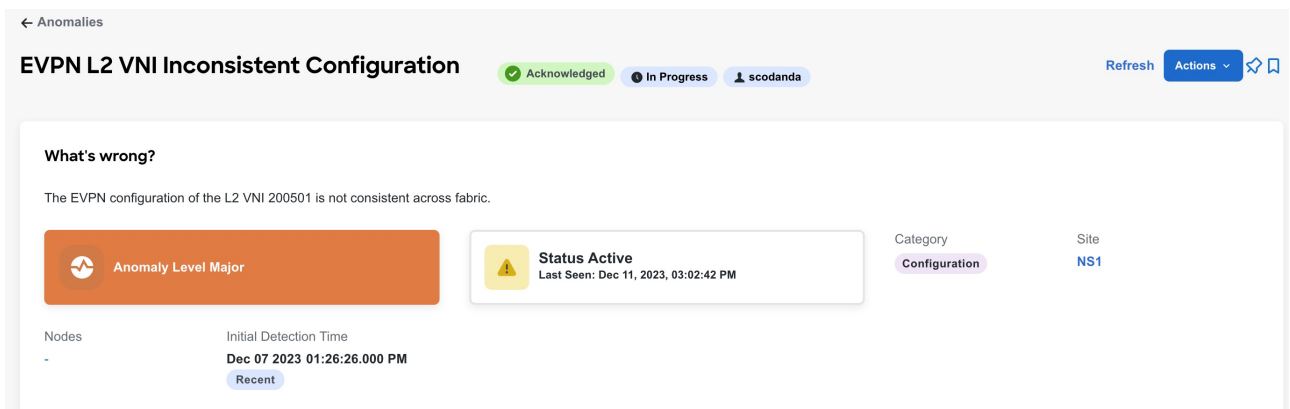 Anomalies
EVPN L2 VNI Inconsistent Configuration
Acknowledged
In Progress
scodanda
Refresh
Actions
What's wrong?
The EVPN configuration of the L2 VNI 200501 is not consistent across fabric.
Anomaly Level Major
Status Active
Last Seen: Dec 11, 2023, 03:02:42 PM
Category
Configuration
Site
NS1
Nodes
-
Initial Detection Time
Dec 07 2023 01:26:26.000 PM
Recent